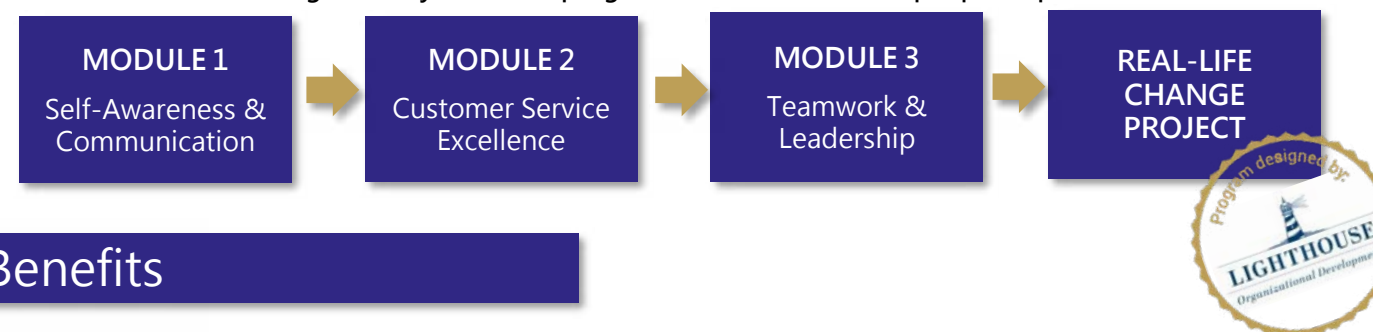 MODULE 1
Self-Awareness &
Communication
MODULE 2
Customer Service
Excellence
MODULE 3
Teamwork &
Leadership
REAL-LIFE
CHANGE
PROJECT
Program designed by:
LIGHTHOUSE
Organizational
Benefits